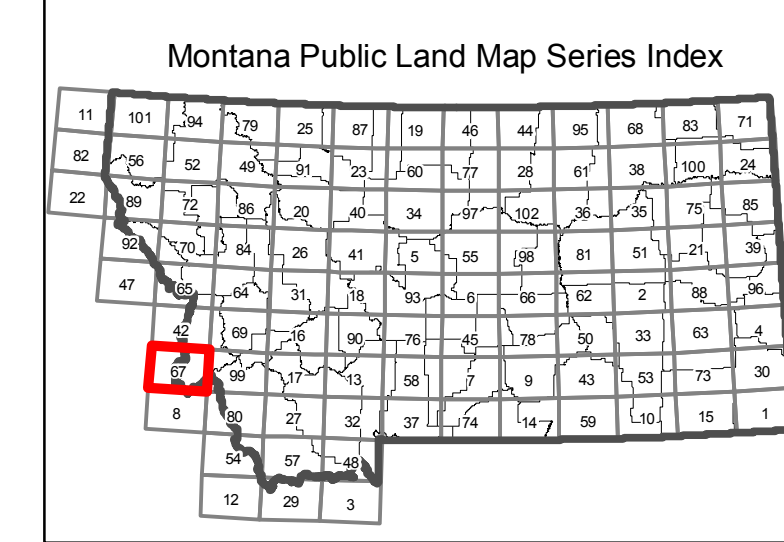 Montana Public Land Map Series Index
11 101 94 79 25 87 19 46 44 95 68 83 71
82 56 52 49 91 23 60 77 28 61 38 100 24
22 89 72 86 20 40 34 97 102 36 35 75 85
92 70 84 26 41 5 55 98 81 51 21 39
47 65 64 31 18 93 6 66 62 2 88 96
42 69 16 90 76 45 78 50 33 63 4
67 99 17 13 58 7 9 43 53 73 30
8 80 27 32 37 74 14 59 10 15 1
54 57 48
12 29 3